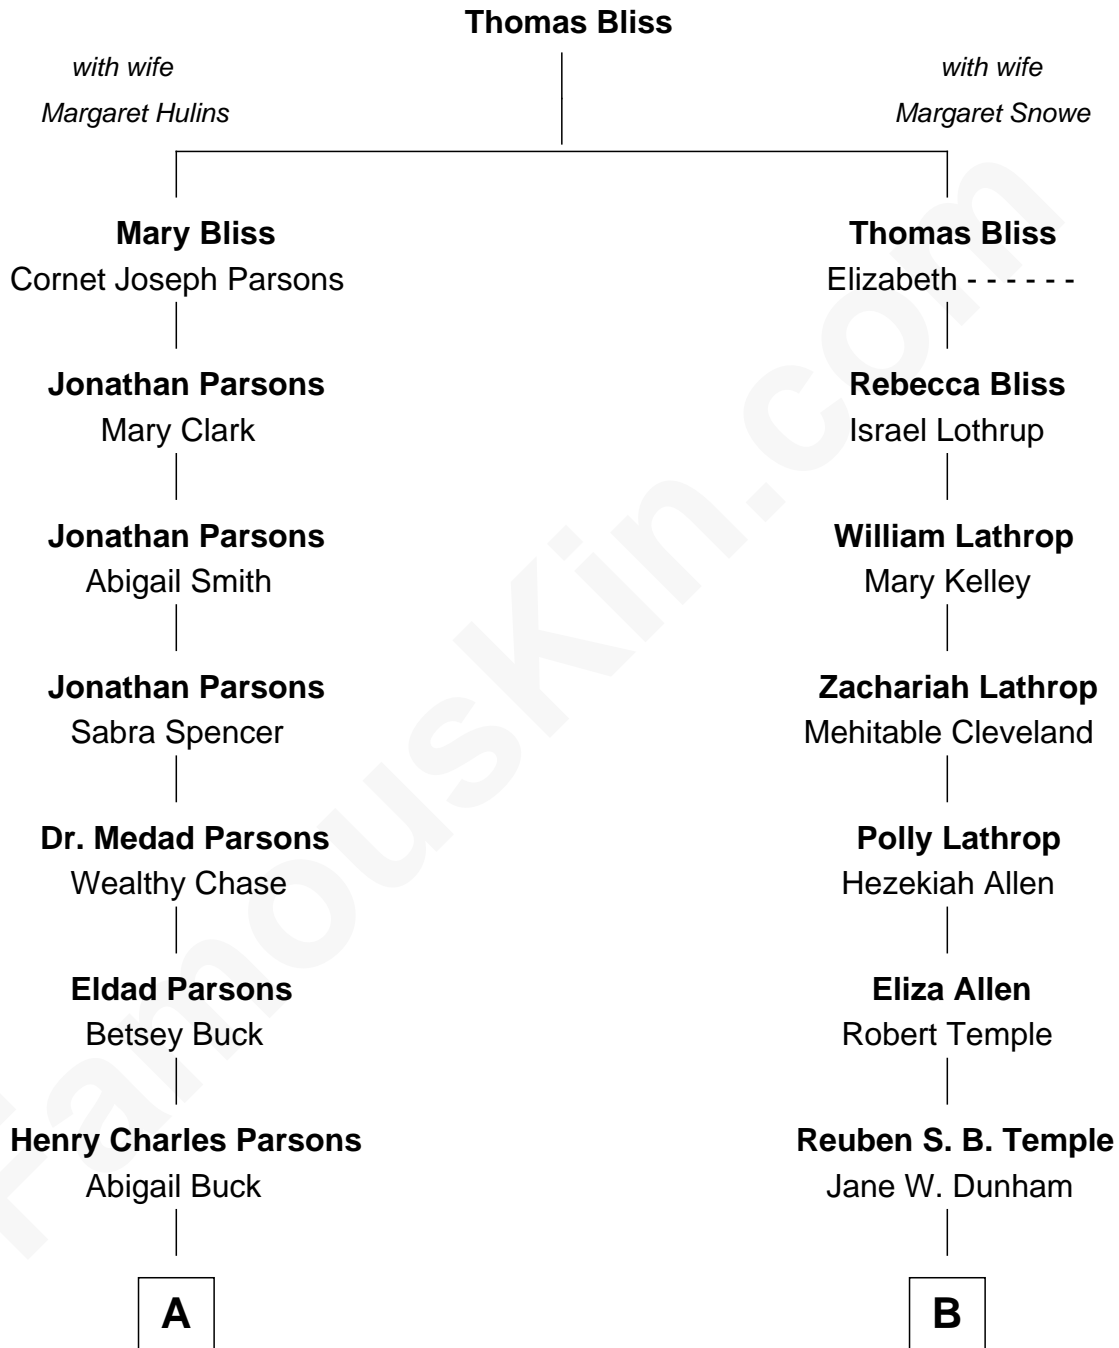 Thomas Bliss
with wife
Margaret Hulins
with wife
Margaret Snowe
Mary Bliss
Cornet Joseph Parsons
Jonathan Parsons
Mary Clark
Jonathan Parsons
Abigail Smith
Jonathan Parsons
Sabra Spencer
Dr. Medad Parsons
Wealthy Chase
Eldad Parsons
Betsey Buck
Henry Charles Parsons
Abigail Buck
A
Thomas Bliss
Elizabeth - - - - - -
Rebecca Bliss
Israel Lothrup
William Lathrop
Mary Kelley
Zachariah Lathrop
Mehitable Cleveland
Polly Lathrop
Hezekiah Allen
Eliza Allen
Robert Temple
Reuben S. B. Temple
Jane W. Dunham
B
FamousKin.com